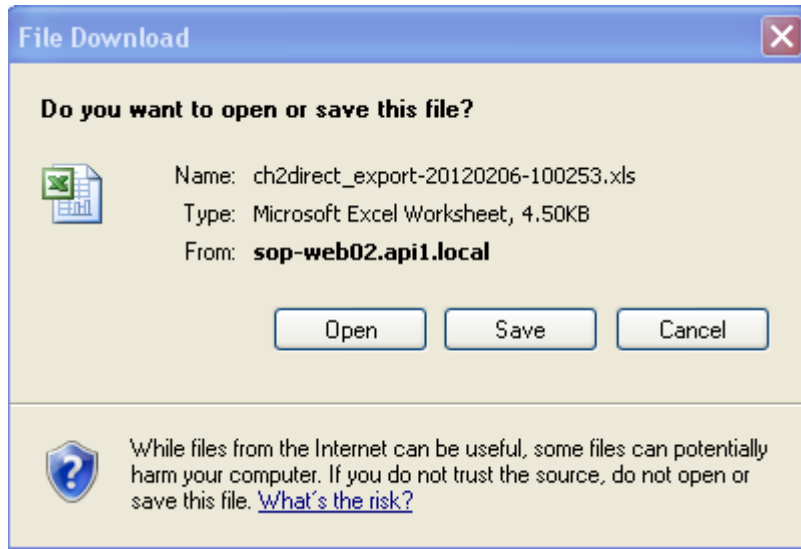 File Download
Do you want to open or save this file?
Name: ch2direct_export-20120206-100253.xls
Type: Microsoft Excel Worksheet, 4.50KB
From: sop-web02.api1.local
Open Save Cancel
While files from the Internet can be useful, some files can potentially
harm your computer. If you do not trust the source, do not open or
save this file. What's the risk?